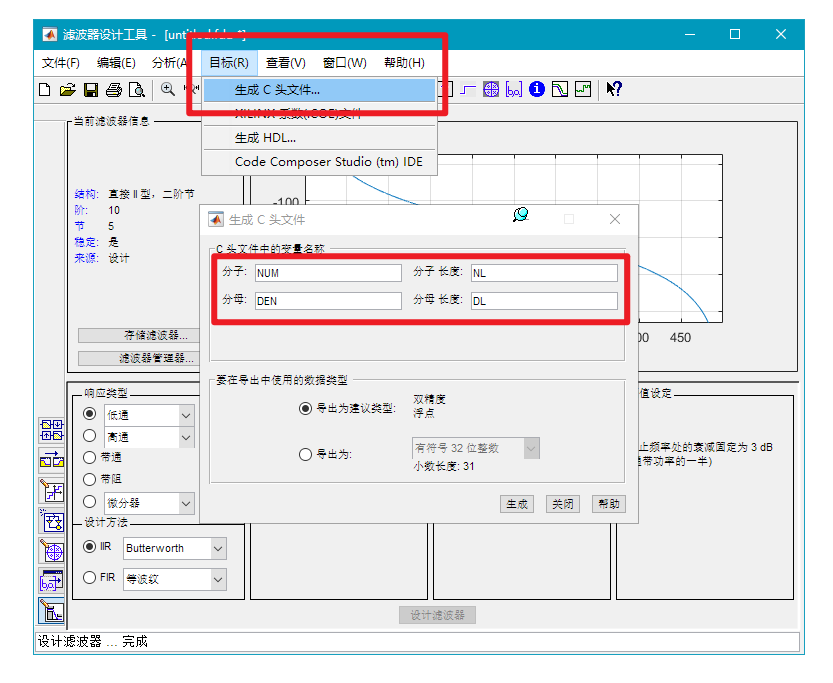 滤波器设计工具 - [untitled.fda *]
文件(F) 编辑(E) 分析(A 目标(R) 查看(V) 窗口(W) 帮助(H)
生成 C 头文件...
XILINX 系数(.COE)文件
生成 HDL...
Code Composer Studio (tm) IDE
当前滤波器信息
结构: 直接 II 型, 二阶节
阶: 10
节 5
稳定: 是
来源: 设计
存储滤波器...
滤波器管理器...
-100
450
生成 C 头文件
C 头文件中的变量名称
分子: NUM 分子 长度: NL
分母: DEN 分母 长度: DL
要在导出中使用的数据类型
导出为建议类型: 双精度
浮点
导出为: 有符号 32 位整数
小数长度: 31
生成 关闭 帮助
响应类型
低通
高通
带通
带阻
微分器
设计方法
IIR Butterworth
FIR 等波纹
值设定
止频率处的衰减固定为 3 dB
带功率的一半)
设计滤波器
设计滤波器 ... 完成